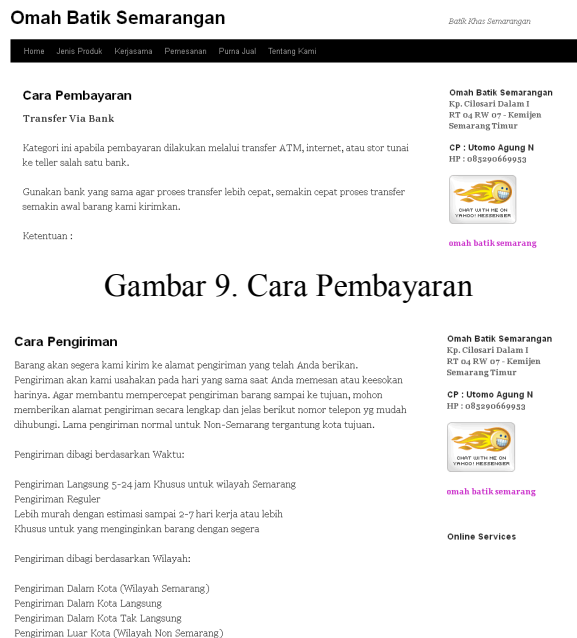 Omah Batik Semarangan
Batik Khas Semarangan
Home Jenis Produk Kerjasama Pemesanan Purna Jual Tentang Kami
Cara Pembayaran
Transfer Via Bank
Kategori ini apabila pembayaran dilakukan melalui transfer ATM, internet, atau stor tunai
ke teller salah satu bank.
Gunakan bank yang sama agar proses transfer lebih cepat, semakin cepat proses transfer
semakin awal barang kami kirimkan.
Ketentuan :
Omah Batik Semarangan
Kp. Cilosari Dalam I
RT 04 RW 07 - Kemijen
Semarang Timur
CP : Utomo Agung N
HP : 085290669953
CHAT WITH ME ON
YAHOO! MESSENGER
omah batik semarang
Gambar 9. Cara Pembayaran
Cara Pengiriman
Barang akan segera kami kirim ke alamat pengiriman yang telah Anda berikan.
Pengiriman akan kami usahakan pada hari yang sama saat Anda memesan atau keesokan
harinya. Agar membantu mempercepat pengiriman barang sampai ke tujuan, mohon
memberikan alamat pengiriman secara lengkap dan jelas berikut nomor telepon yg mudah
dihubungi. Lama pengiriman normal untuk Non-Semarang tergantung kota tujuan.
Pengiriman dibagi berdasarkan Waktu:
Pengiriman Langsung 5-24 jam Khusus untuk wilayah Semarang
Pengiriman Reguler
Lebih murah dengan estimasi sampai 2-7 hari kerja atau lebih
Khusus untuk yang menginginkan barang dengan segera
Pengiriman dibagi berdasarkan Wilayah:
Pengiriman Dalam Kota (Wilayah Semarang)
Pengiriman Dalam Kota Langsung
Pengiriman Dalam Kota Tak Langsung
Pengiriman Luar Kota (Wilayah Non Semarang)
Omah Batik Semarangan
Kp. Cilosari Dalam I
RT 04 RW 07 - Kemijen
Semarang Timur
CP : Utomo Agung N
HP : 085290669953
CHAT WITH ME ON
YAHOO! MESSENGER
omah batik semarang
Online Services